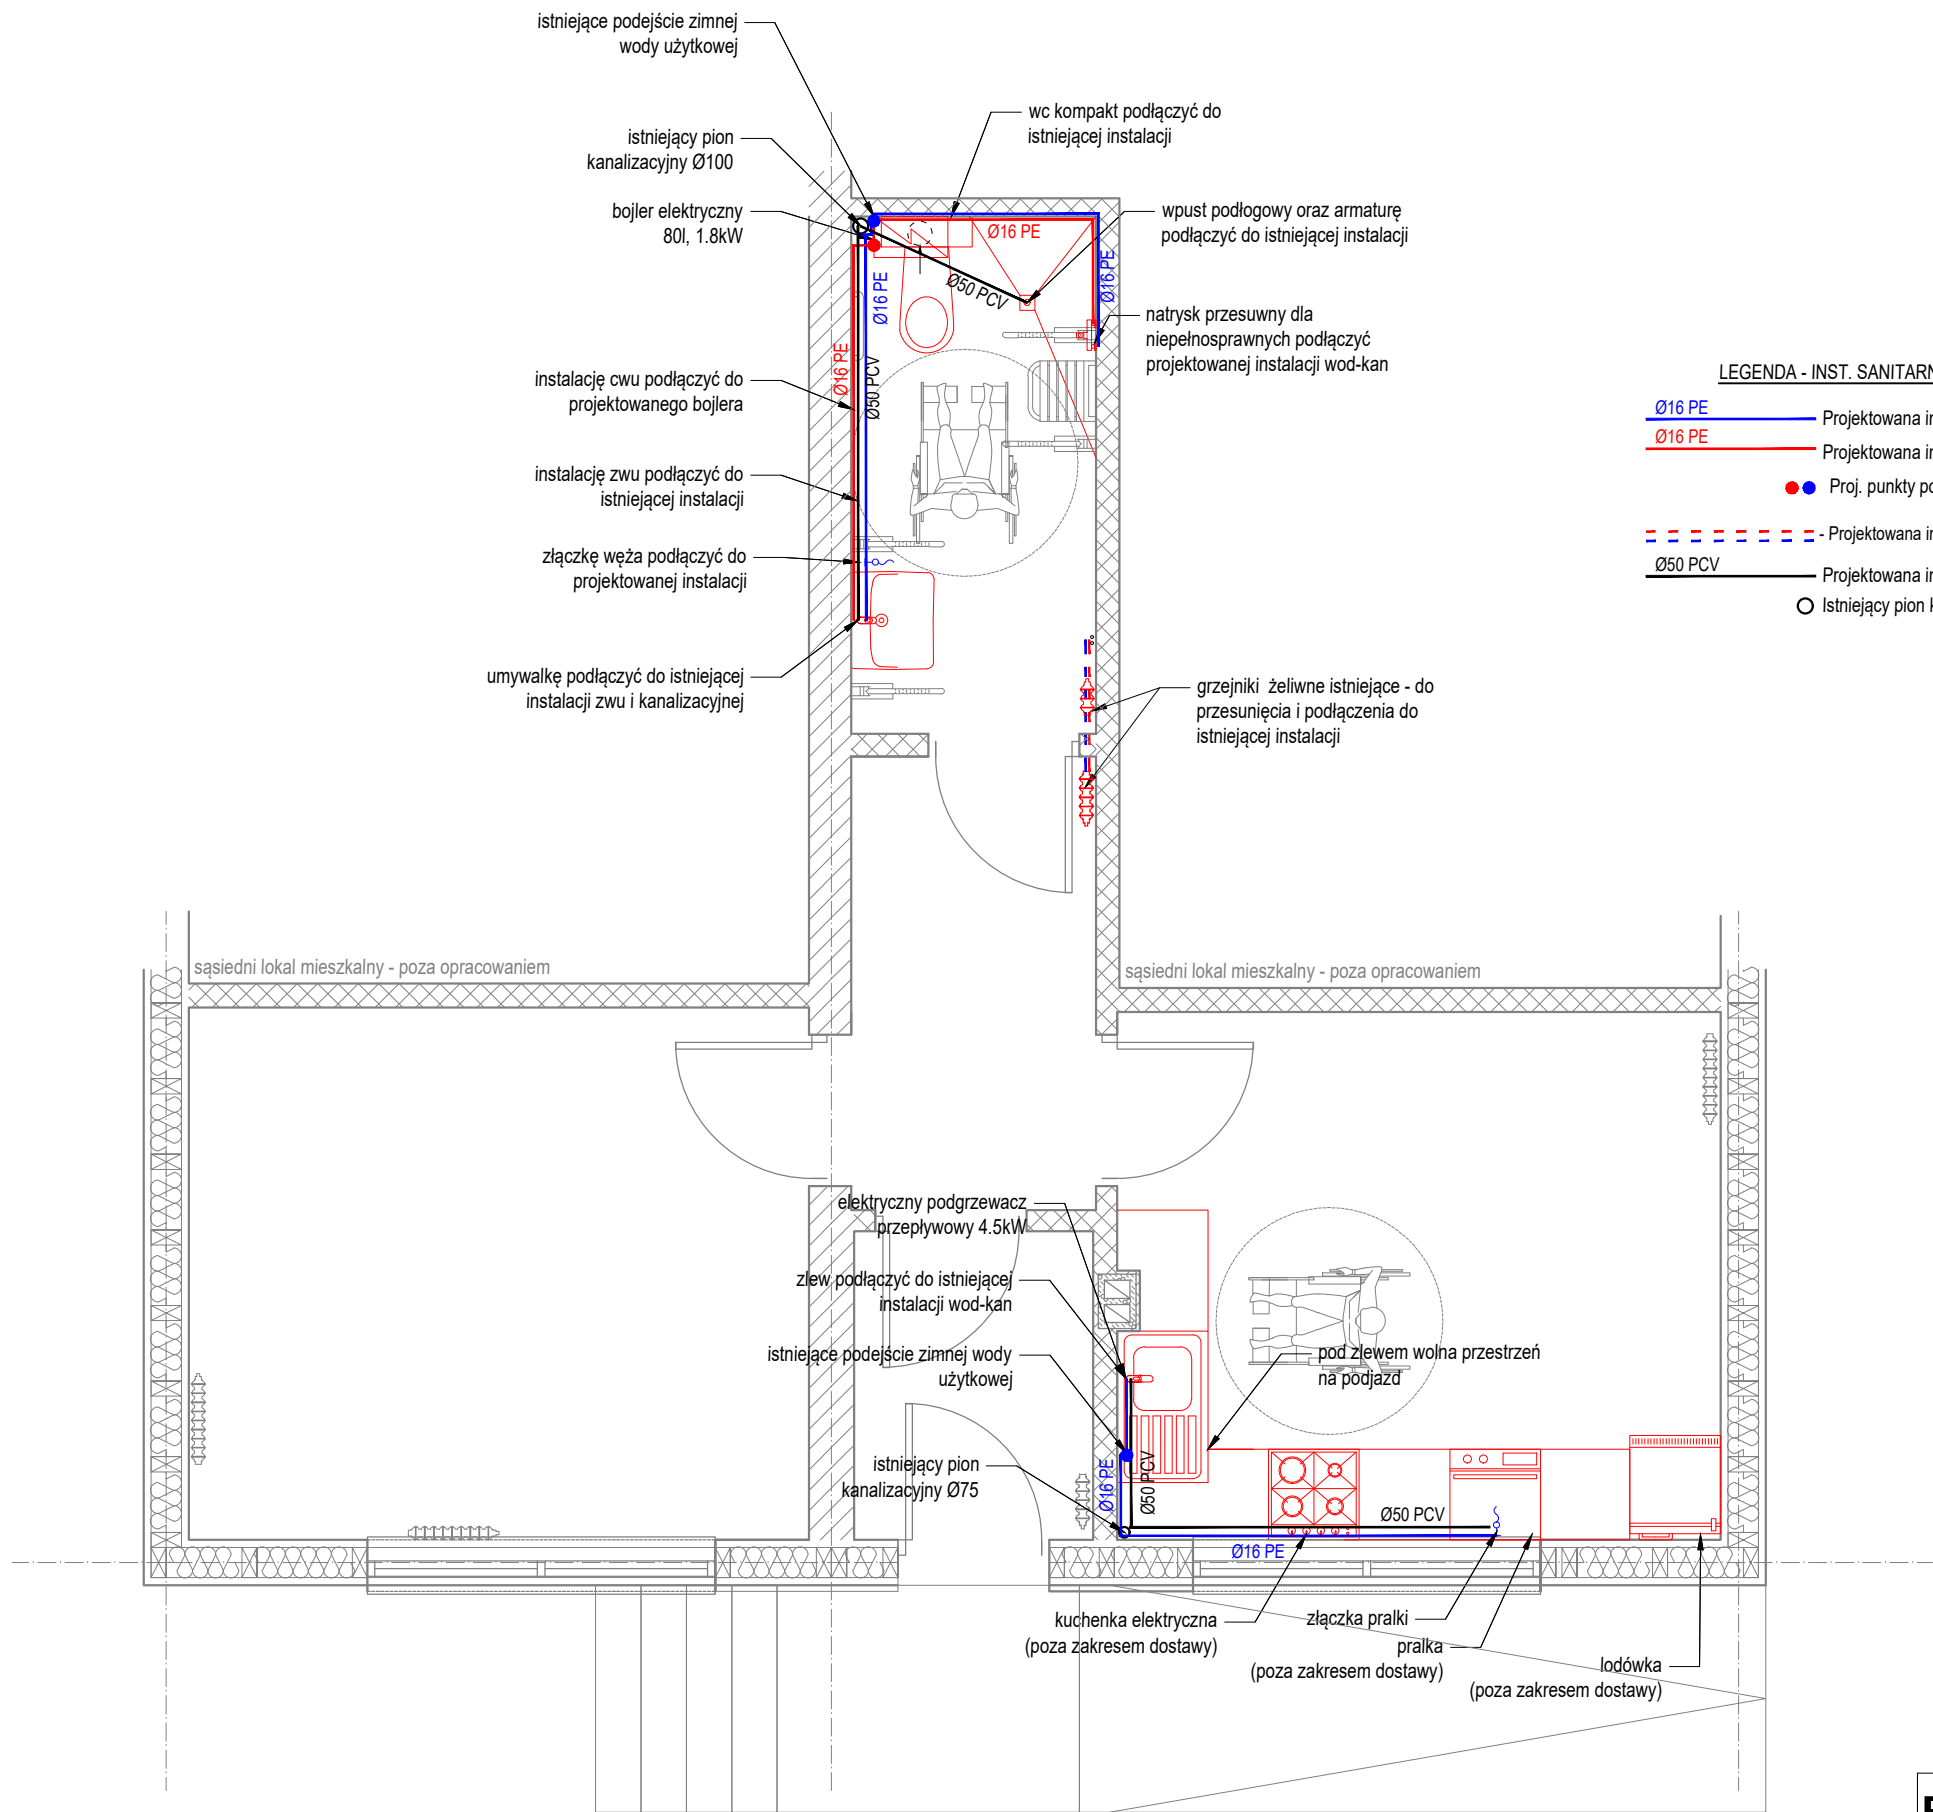 istniejące podejście zimnej
wody użytkowej
wc kompakt podłączyć do
istniejącej instalacji
istniejący pion
kanalizacyjny Ø100
bojler elektryczny
80l, 1.8kW
wpust podłogowy oraz armaturę
podłączyć do istniejącej instalacji
Ø16 PE
Ø16 PE
Ø16 PE
Ø50 PCV
natrysk przesuwny dla
niepełnosprawnych podłączyć
projektowanej instalacji wod-kan
Ø16 PE
Ø50 PCV
instalację cwu podłączyć do
projektowanego bojlera
instalację zwu podłączyć do
istniejącej instalacji
złączkę węża podłączyć do
projektowanej instalacji
umywalkę podłączyć do istniejącej
instalacji zwu i kanalizacyjnej
grzejniki żeliwne istniejące - do
przesunięcia i podłączenia do
istniejącej instalacji
LEGENDA - INST. SANITARN
Ø16 PE
Projektowana in
Ø16 PE
Projektowana in
Proj. punkty po
- Projektowana in
Ø50 PCV
Projektowana in
Istniejący pion k
sąsiedni lokal mieszkalny - poza opracowaniem
sąsiedni lokal mieszkalny - poza opracowaniem
elektryczny podgrzewacz
przepływowy 4.5kW
zlew podłączyć do istniejącej
instalacji wod-kan
istniejące podejście zimnej wody
użytkowej
pod zlewem wolna przestrzeń
na podjazd
istniejący pion
kanalizacyjny Ø75
Ø16 PE
Ø50 PCV
Ø50 PCV
Ø16 PE
kuchenka elektryczna
(poza zakresem dostawy)
złączka pralki
pralka
(poza zakresem dostawy)
lodówka
(poza zakresem dostawy)